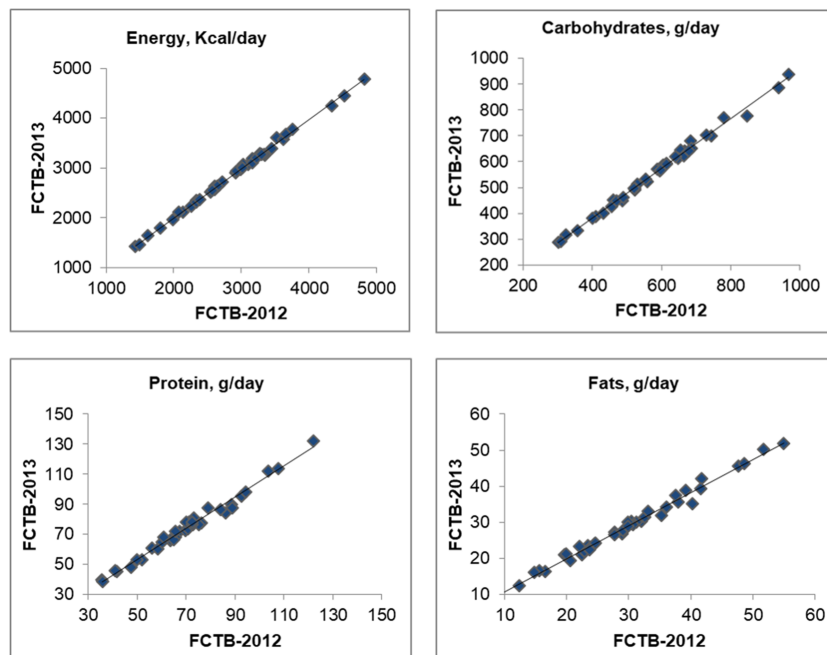 Energy, Kcal/day
5000
4000
3000
2000
1000
1000 2000 3000 4000 5000
FCTB-2013
FCTB-2012
Carbohydrates, g/day
1000
900
800
700
600
500
400
300
200
200 400 600 800 1000
FCTB-2013
FCTB-2012
Protein, g/day
150
130
110
90
70
50
30
30 50 70 90 110 130 150
FCTB-2013
FCTB-2012
Fats, g/day
60
50
40
30
20
10
10 20 30 40 50 60
FCTB-2013
FCTB-2012